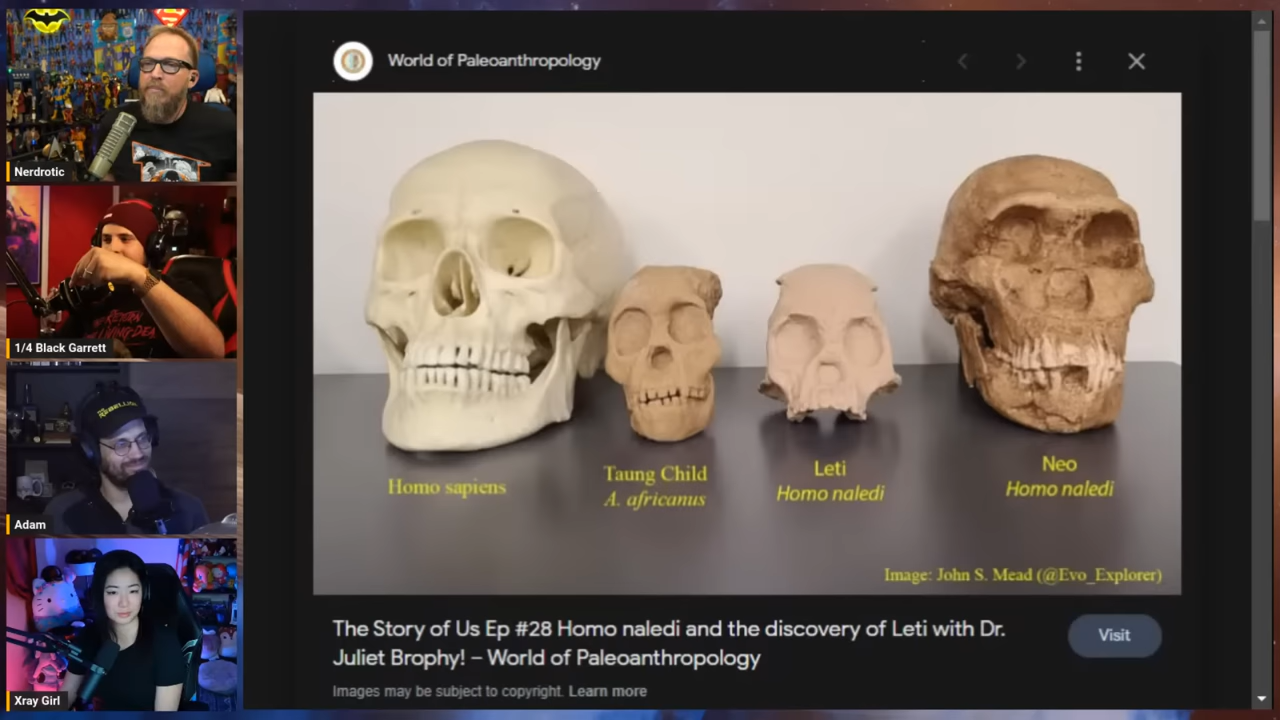 Nerdrotic
1/4 Black Garrett
Adam
Xray Girl
World of Paleoanthropology
Homo sapiens
Taung Child
A. africanus
Leti
Homo naledi
Neo
Homo naledi
Image: John S. Mead (@Evo_Explorer)
The Story of Us Ep #28 Homo naledi and the discovery of Leti with Dr.
Juliet Brophy! – World of Paleoanthropology
Visit
Images may be subject to copyright. Learn more